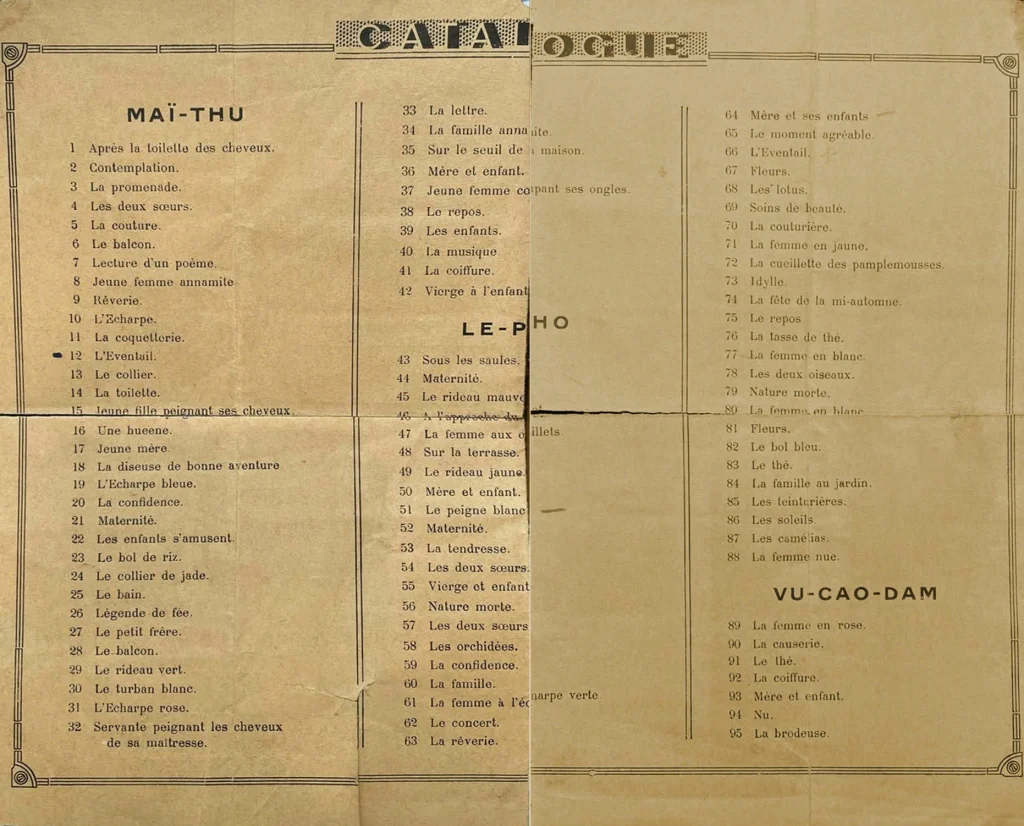 CATALOGUE
MAÏ-THU
1 Après la toilette des cheveux.
2 Contemplation.
3 La promenade.
4 Les deux sœurs.
5 La couture.
6 Le balcon.
7 Lecture d'un poème.
8 Jeune femme annamite
9 Rêverie.
10 L'Echarpe.
11 La coquetterie.
12 L'Eventail.
13 Le collier.
14 La toilette.
15 Jeune fille peignant ses cheveux.
16 Une hueene.
17 Jeune mère
18 La diseuse de bonne aventure
19 L'Echarpe bleue.
20 La confidence.
21 Maternité.
22 Les enfants s'amusent.
23 Le bol de riz.
24 Le collier de jade.
25 Le bain.
26 Légende de fée.
27 Le petit frère.
28 Le balcon.
29 Le rideau vert.
30 Le turban blanc.
31 L'Echarpe rose.
32 Servante peignant les cheveux
de sa maîtresse.
33 La lettre.
34 La famille annamite.
35 Sur le seuil de la maison.
36 Mère et enfant.
37 Jeune femme coupant ses ongles.
38 Le repos.
39 Les enfants.
40 La musique
41 La coiffure.
42 Vierge à l'enfant
LE-PHO
43 Sous les saules.
44 Maternité.
45 Le rideau mauve
46 A l'approche du
47 La femme aux œillets.
48 Sur la terrasse.
49 Le rideau jaune.
50 Mère et enfant.
51 Le peigne blanc
52 Maternité.
53 La tendresse.
54 Les deux sœurs.
55 Vierge et enfant
56 Nature morte.
57 Les deux sœurs
58 Les orchidées.
59 La confidence.
60 La famille.
61 La femme à l'écharpe verte
62 Le concert.
63 La rêverie.
64 Mère et ses enfants
65 Le moment agréable.
66 L'Eventail.
67 Fleurs.
68 Les lotus.
69 Soins de beauté.
70 La couturière.
71 La femme en jaune.
72 La cueillette des pamplemousses.
73 Idylle.
74 La fête de la mi-automne.
75 Le repos
76 La tasse de thé.
77 La femme en blanc.
78 Les deux oiseaux.
79 Nature morte.
80 La femme en blanc
81 Fleurs.
82 Le bol bleu.
83 Le thé.
84 La famille au jardin.
85 Les teinturières.
86 Les soleils.
87 Les camélias.
88 La femme nue.
VU-CAO-DAM
89 La femme en rose.
90 La causerie.
91 Le thé.
92 La coiffure.
93 Mère et enfant.
94 Nu.
95 La brodeuse.